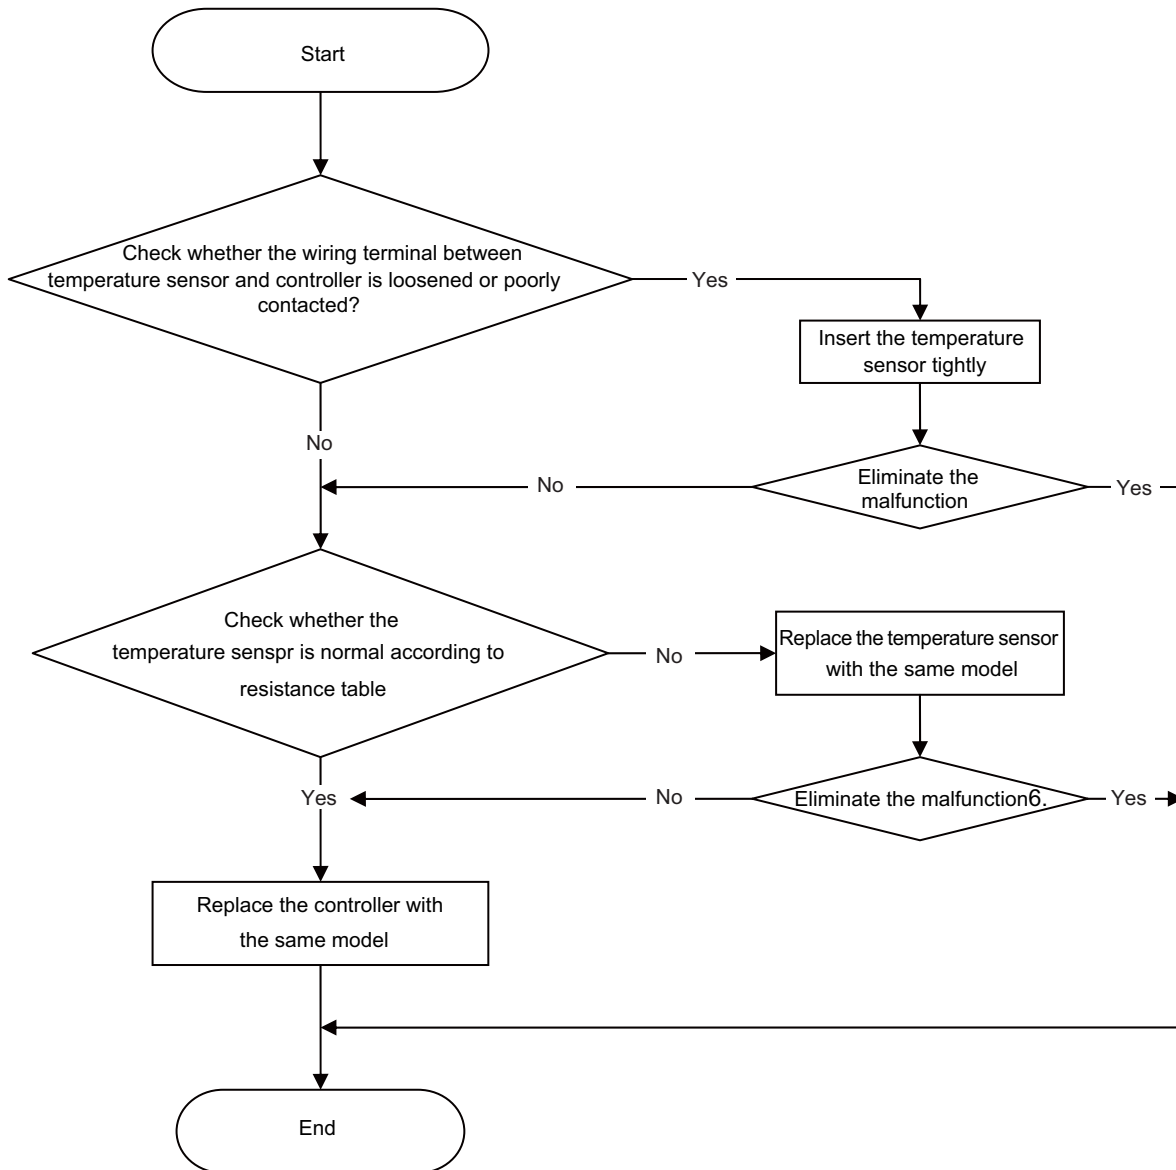 Start
Check whether the wiring terminal between
temperature sensor and controller is loosened or poorly
contacted?
Yes
Insert the temperature
sensor tightly
No
Eliminate the
malfunction
No
Yes
Check whether the
temperature senspr is normal according to
resistance table
No
Replace the temperature sensor
with the same model
Yes
No
Eliminate the malfunction6.
Yes
Replace the controller with
the same model
End